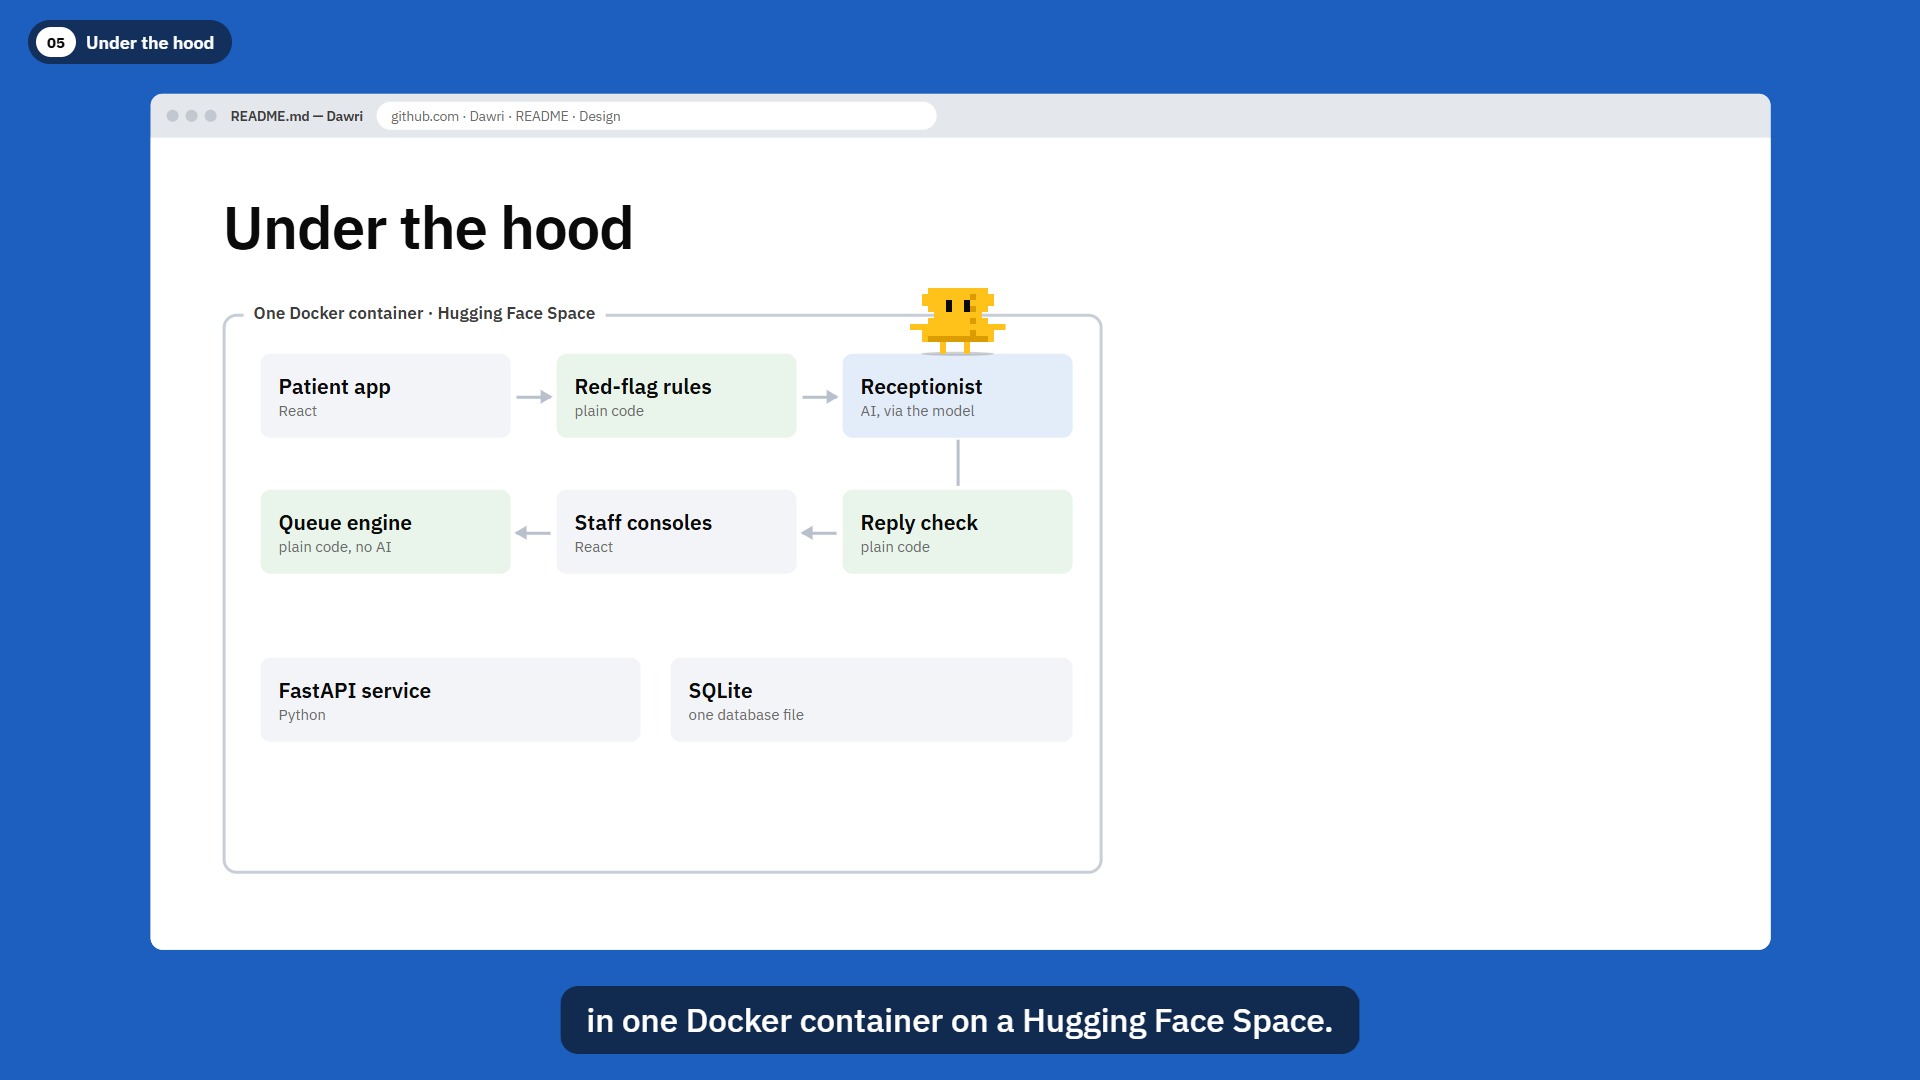 05 Under the hood
README.md — Dawri github.com · Dawri · README · Design
Under the hood
One Docker container · Hugging Face Space
Patient app
React
Red-flag rules
plain code
Receptionist
AI, via the model
Queue engine
plain code, no AI
Staff consoles
React
Reply check
plain code
FastAPI service
Python
SQLite
one database file
in one Docker container on a Hugging Face Space.